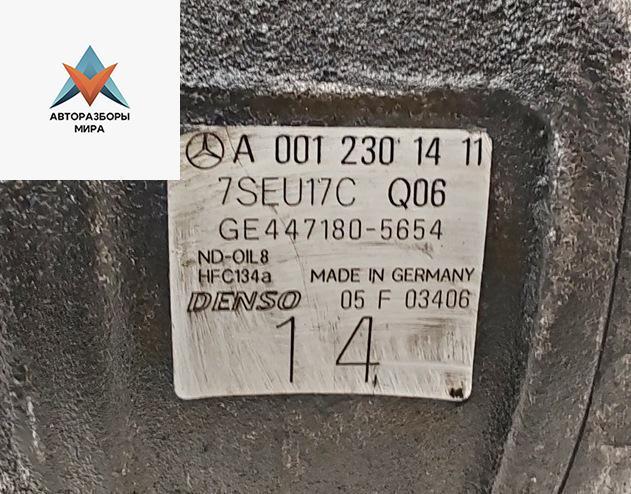 АВТОРАЗБОРЫ
МИРА
A 001 230 14 11
7SEU17C Q06
GE447180-5654
ND-OIL8
HFC134a MADE IN GERMANY
DENSO 05 F 03406
14